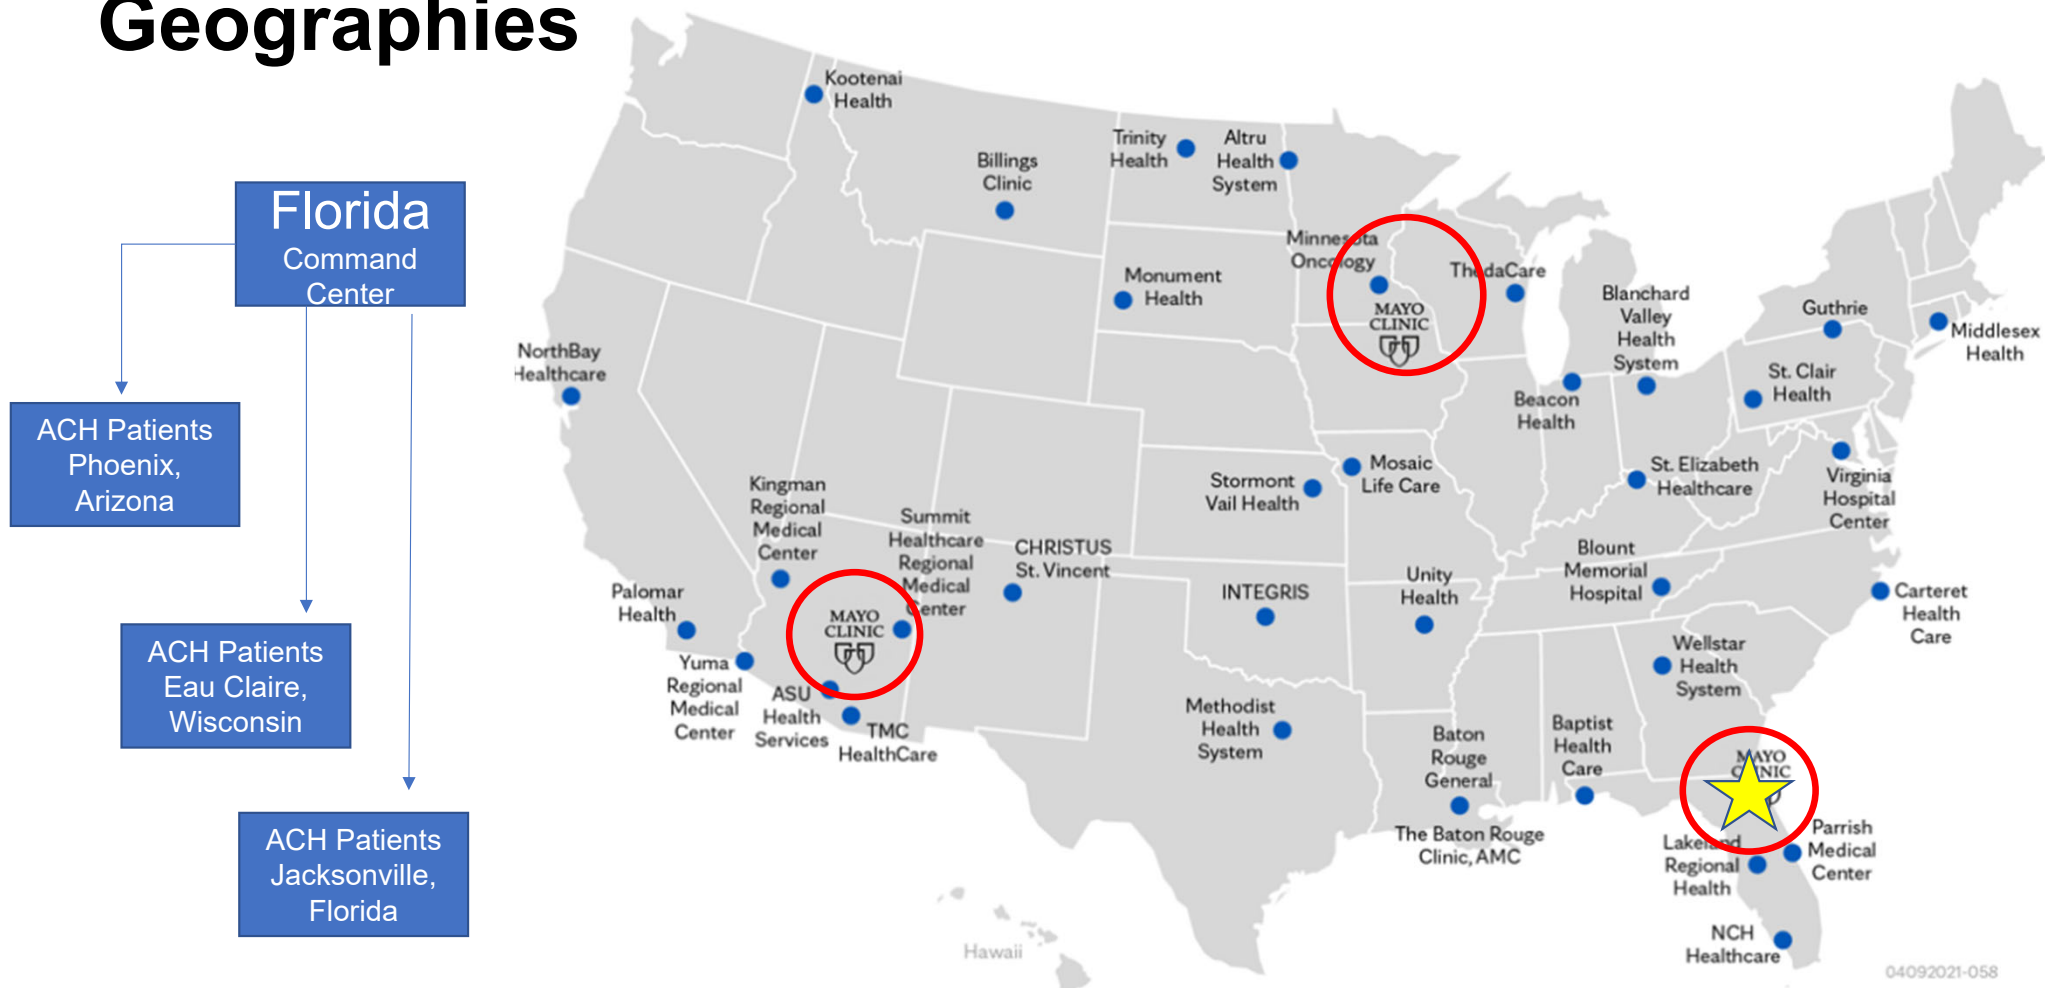 Geographies
Florida
Command
Center
ACH Patients
Phoenix,
Arizona
ACH Patients
Eau Claire,
Wisconsin
ACH Patients
Jacksonville,
Florida
Kootenai
Health
Billings
Clinic
Trinity
Health
Altru
Health
System
Minnesota
Oncology
MAYO
CLINIC
ThedaCare
Monument
Health
Blanchard
Valley
Health
System
Guthrie
Middlesex
Health
St. Clair
Health
Beacon
Health
NorthBay
Healthcare
Mosaic
Life Care
Stormont
Vail Health
St. Elizabeth
Healthcare
Virginia
Hospital
Center
Kingman
Regional
Medical
Center
Summit
Healthcare
Regional
Medical
Center
CHRISTUS
St. Vincent
Palomar
Health
MAYO
CLINIC
INTEGRIS
Unity
Health
Blount
Memorial
Hospital
Carteret
Health
Care
Yuma
Regional
Medical
Center
ASU
Health
Services
TMC
HealthCare
Wellstar
Health
System
Methodist
Health
System
Baton
Rouge
General
The Baton Rouge
Clinic, AMC
Baptist
Health
Care
MAYO
CLINIC
Lakeland
Regional
Health
Parrish
Medical
Center
NCH
Healthcare
Hawaii
04092021-058